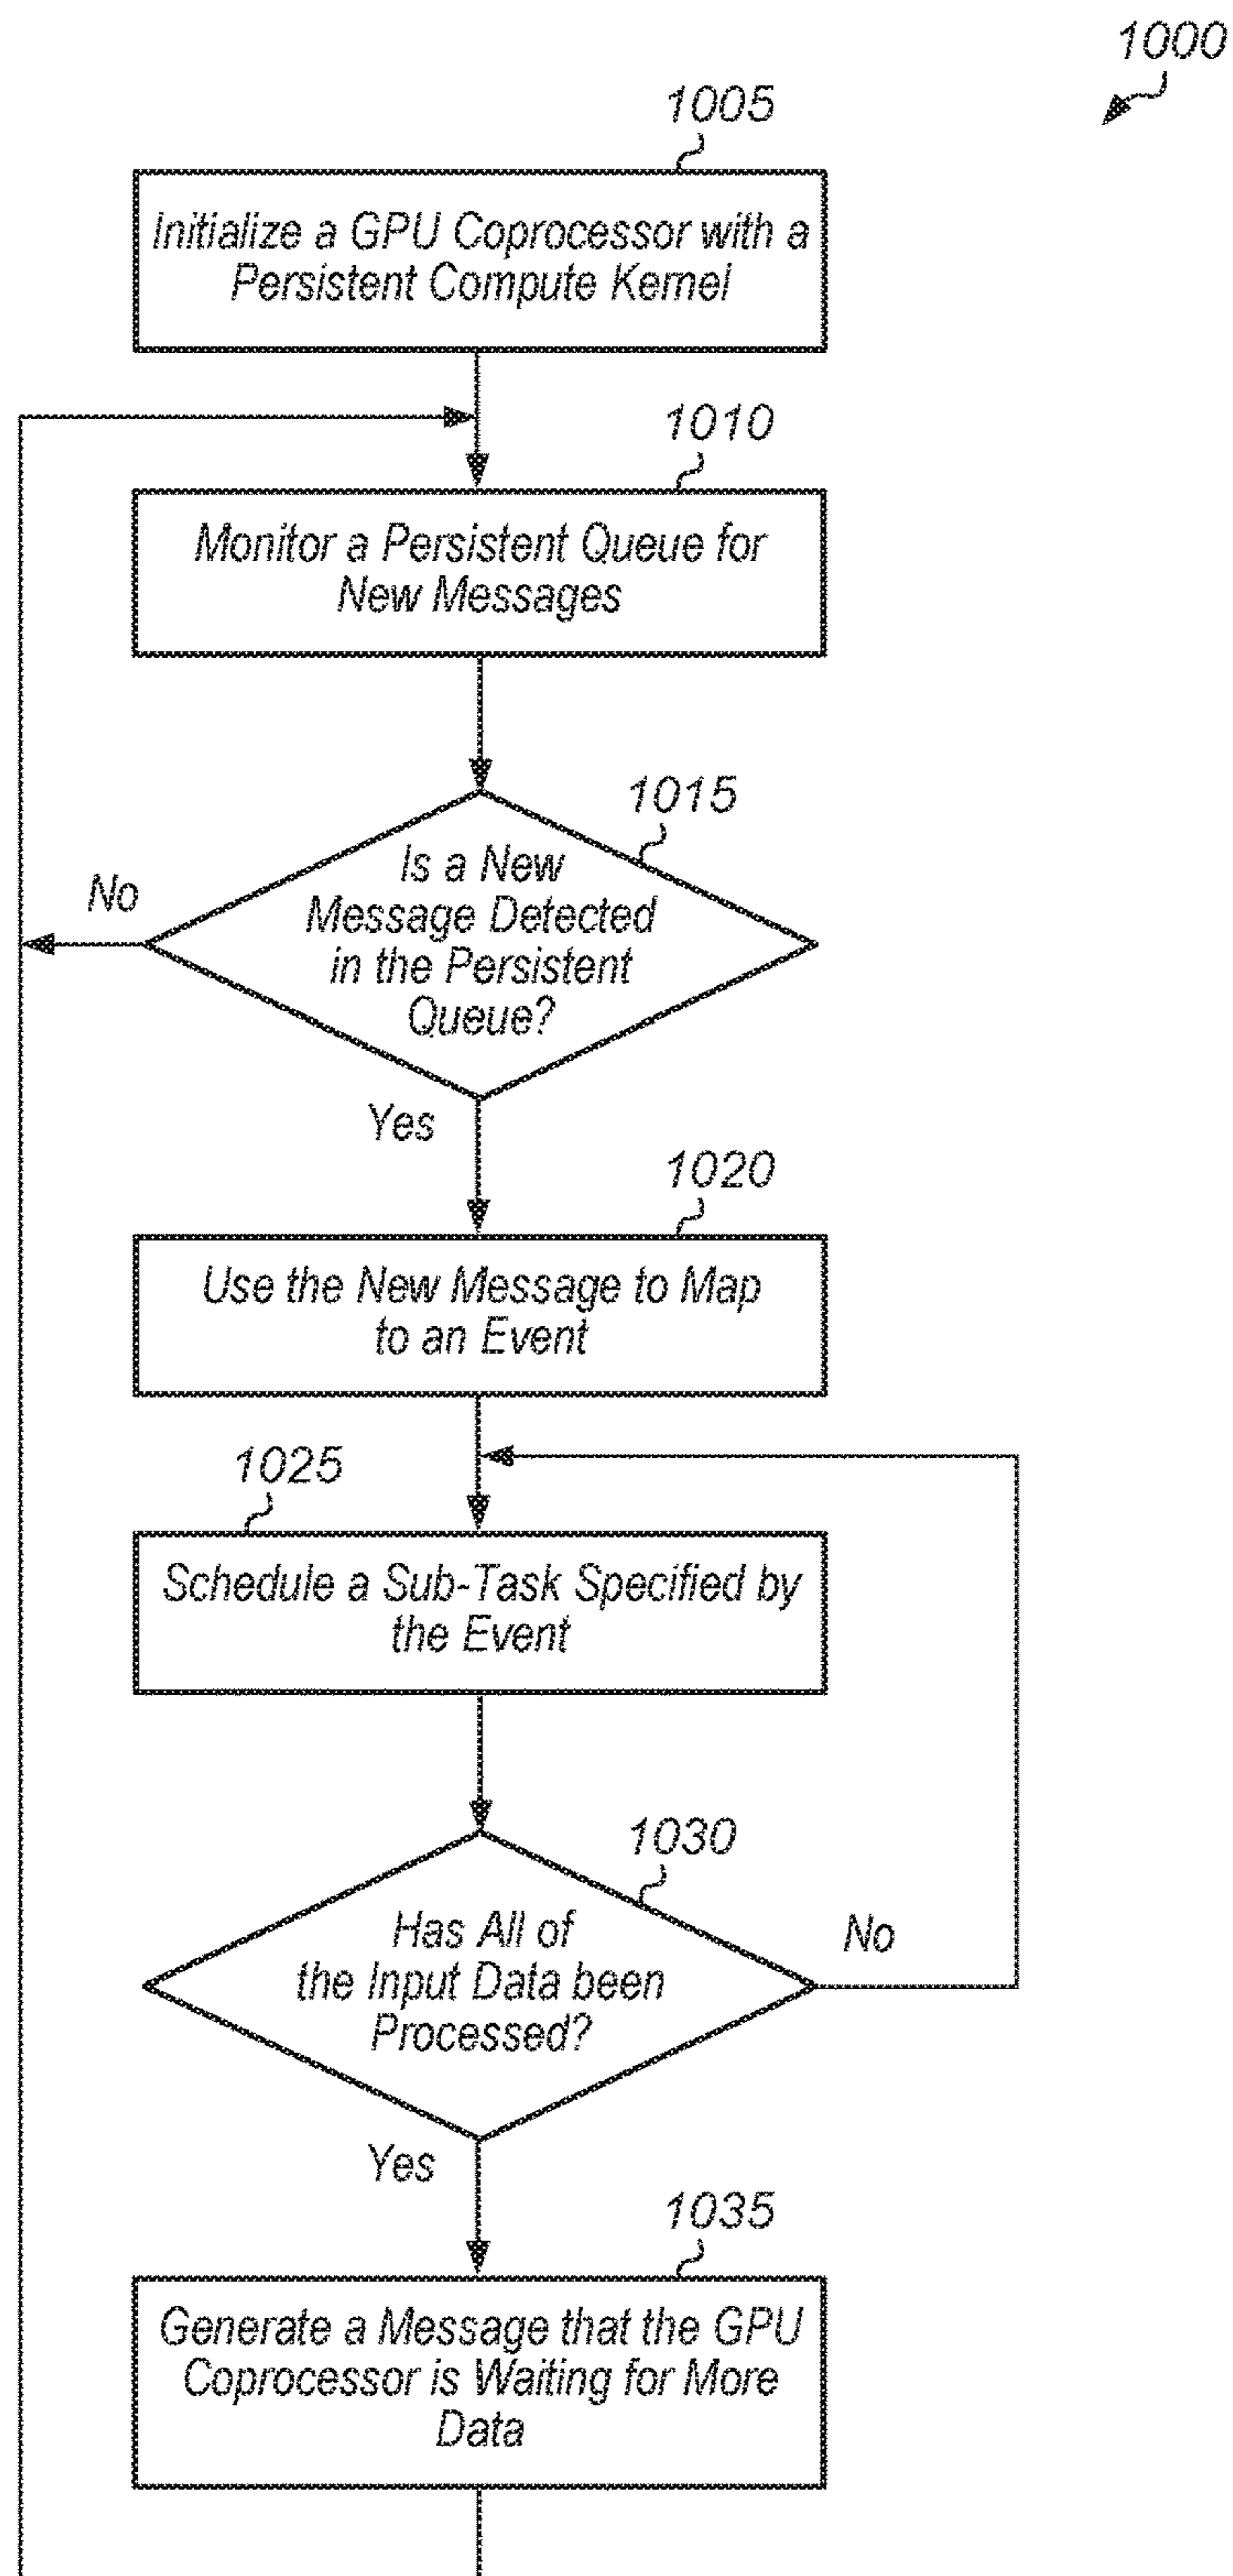 1000
1005
Initialize a GPU Coprocessor with a
Persistent Compute Kernel
1010
Monitor a Persistent Queue for
New Messages
1015
Is a New
Message Detected
in the Persistent
Queue?
No
Yes
1020
Use the New Message to Map
to an Event
1025
Schedule a Sub-Task Specified by
the Event
1030
Has All of
the Input Data been
Processed?
No
Yes
1035
Generate a Message that the GPU
Coprocessor is Waiting for More
Data